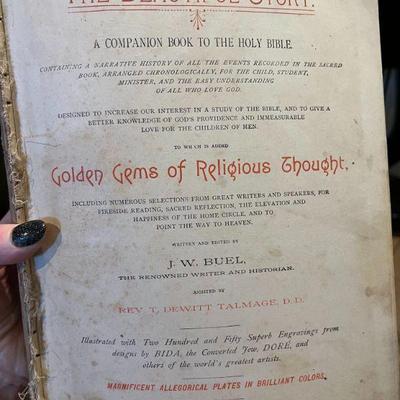 THE BEAUTIFUL STORY.
A COMPANION BOOK TO THE HOLY BIBLE.
CONTAINING A NARRATIVE HISTORY OF ALL THE EVENTS RECORDED IN THE SACRED
BOOK, ARRANGED CHRONOLOGICALLY, FOR THE CHILD, STUDENT,
MINISTER, AND THE EASY UNDERSTANDING
OF ALL WHO LOVE GOD.
DESIGNED TO INCREASE OUR INTEREST IN A STUDY OF THE BIBLE, AND TO GIVE A
BETTER KNOWLEDGE OF GOD'S PROVIDENCE AND IMMEASURABLE
LOVE FOR THE CHILDREN OF MEN.
TO WHICH IS ADDED
Golden Gems of Religious Thought,
INCLUDING NUMEROUS SELECTIONS FROM GREAT WRITERS AND SPEAKERS, FOR
FIRESIDE READING, SACRED REFLECTION, THE ELEVATION AND
HAPPINESS OF THE HOME CIRCLE, AND TO
POINT THE WAY TO HEAVEN.
WRITTEN AND EDITED BY
J. W. BUEL,
THE RENOWNED WRITER AND HISTORIAN.
ASSISTED BY
REV. T. DEWITT TALMAGE, D.D.
Illustrated with Two Hundred and Fifty Superb Engravings from
designs by BIDA, the Converted Jew, DORÉ, and
others of the world's greatest artists.
MAGNIFICENT ALLEGORICAL PLATES IN BRILLIANT COLORS.